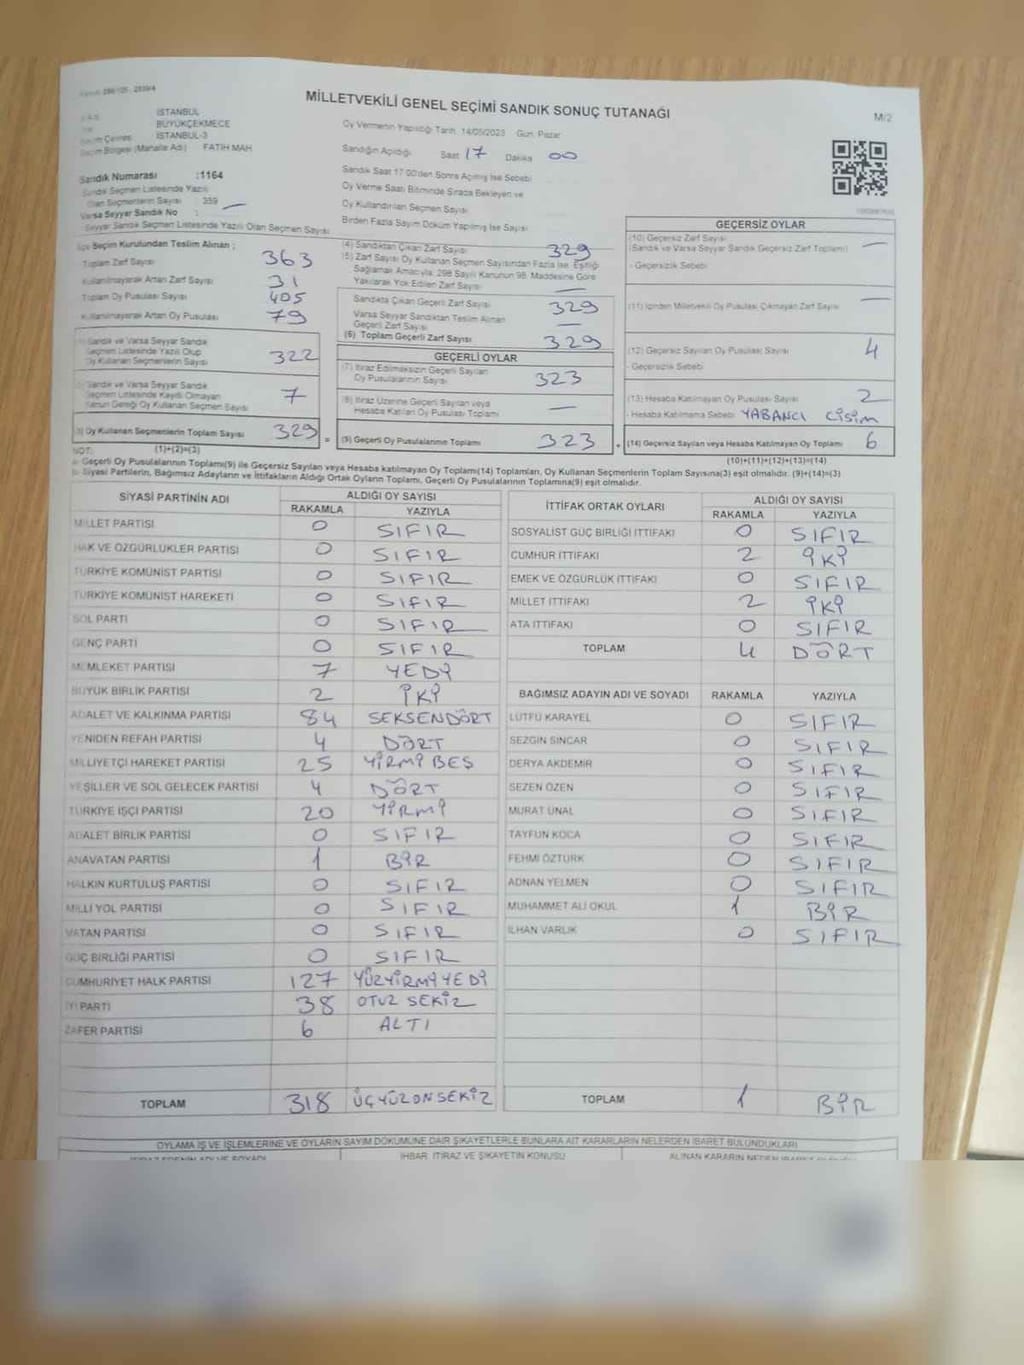 MİLLETVEKİLİ GENEL SEÇİMİ SANDIK SONUÇ TUTANAĞI
M/2
İSTANBUL
BÜYÜKÇEKMECE
İSTANBUL-3
Seçim Bölgesi (Mahalle Adı) FATİH MAH
Sandık Numarası :1164
Sandık Seçmen Listesinde Yazılı
Olan Seçmenlerin Sayısı 359 —
Varsa Seyyar Sandık No :
Seyyar Sandık Seçmen Listesinde Yazılı Olan Seçmen Sayısı
Oy Vermenin Yapıldığı Tarih 14/05/2023 Gün: Pazar
Sandığın Açıldığı Saat 17 Dakika 00
Sandık Saat 17:00'den Sonra Açılmış İse Sebebi
Oy Verme Saati Bitiminde Sırada Bekleyen ve
Oy Kullandırılan Seçmen Sayısı
Birden Fazla Sayım Döküm Yapılmış İse Sayısı
İlçe Seçim Kurulundan Teslim Alınan ;
Toplam Zarf Sayısı 363
Kullanılmayarak Artan Zarf Sayısı 31
Toplam Oy Pusulası Sayısı 405
Kullanılmayarak Artan Oy Pusulası 79
Sandık ve Varsa Seyyar Sandık
Seçmen Listesinde Yazılı Olup
Oy Kullanan Seçmenlerin Sayısı 322
Sandık ve Varsa Seyyar Sandık
Seçmen Listesinde Kayıtlı Olmayan
Kanun Gereği Oy Kullanan Seçmen Sayısı 7
(3) Oy Kullanan Seçmenlerin Toplam Sayısı 329 =
(1)+(2)=(3)
(4) Sandıktan Çıkan Zarf Sayısı 329
(5) Zarf Sayısı Oy Kullanan Seçmen Sayısından Fazla İse, Eşitliği
Sağlamak Amacıyla, 298 Sayılı Kanunun 98. Maddesine Göre
Yakılarak Yok Edilen Zarf Sayısı —
Sandıkta Çıkan Geçerli Zarf Sayısı 329
Varsa Seyyar Sandıktan Teslim Alınan
Geçerli Zarf Sayısı —
(6) Toplam Geçerli Zarf Sayısı 329
GEÇERLİ OYLAR
(7) İtiraz Edilmeksizin Geçerli Sayılan
Oy Pusulalarının Sayısı 323
(8) İtiraz Üzerine Geçerli Sayılan veya
Hesaba Katılan Oy Pusulası Toplamı —
(9) Geçerli Oy Pusulalarının Toplamı 323 +
GEÇERSİZ OYLAR
(10) Geçersiz Zarf Sayısı —
(Sandık ve Varsa Seyyar Sandık Geçersiz Zarf Toplamı)
- Geçersizlik Sebebi
(11) İçinden Milletvekili Oy Pusulası Çıkmayan Zarf Sayısı —
(12) Geçersiz Sayılan Oy Pusulası Sayısı 4
- Geçersizlik Sebebi
(13) Hesaba Katılmayan Oy Pusulası Sayısı 2
- Hesaba Katılmama Sebebi YABANCI CİSİM
(14) Geçersiz Sayılan veya Hesaba Katılmayan Oy Toplamı 6
(10)+(11)+(12)+(13)=(14)
NOT:
a- Geçerli Oy Pusulalarının Toplamı(9) ile Geçersiz Sayılan veya Hesaba katılmayan Oy Toplamı(14) Toplamları, Oy Kullanan Seçmenlerin Toplam Sayısına(3) eşit olmalıdır. (9)+(14)=(3)
b- Siyasi Partilerin, Bağımsız Adayların ve İttifakların Aldığı Ortak Oyların Toplamı, Geçerli Oy Pusulalarının Toplamına(9) eşit olmalıdır.
SİYASİ PARTİNİN ADI ALDIĞI OY SAYISI
RAKAMLA YAZIYLA
MİLLET PARTİSİ 0 SIFIR
HAK VE ÖZGÜRLÜKLER PARTİSİ 0 SIFIR
TÜRKİYE KOMÜNİST PARTİSİ 0 SIFIR
TÜRKİYE KOMÜNİST HAREKETİ 0 SIFIR
SOL PARTİ 0 SIFIR
GENÇ PARTİ 0 SIFIR
MEMLEKET PARTİSİ 7 YEDİ
BÜYÜK BİRLİK PARTİSİ 2 İKİ
ADALET VE KALKINMA PARTİSİ 84 SEKSENDÖRT
YENİDEN REFAH PARTİSİ 4 DÖRT
MİLLİYETÇİ HAREKET PARTİSİ 25 YİRMİ BEŞ
YEŞİLLER VE SOL GELECEK PARTİSİ 4 DÖRT
TÜRKİYE İŞÇİ PARTİSİ 20 YİRMİ
ADALET BİRLİK PARTİSİ 0 SIFIR
ANAVATAN PARTİSİ 1 BİR
HALKIN KURTULUŞ PARTİSİ 0 SIFIR
MİLLİ YOL PARTİSİ 0 SIFIR
VATAN PARTİSİ 0 SIFIR
GÜÇ BİRLİĞİ PARTİSİ 0 SIFIR
CUMHURİYET HALK PARTİSİ 127 YÜZYİRMİYEDİ
İYİ PARTİ 38 OTUZ SEKİZ
ZAFER PARTİSİ 6 ALTI
TOPLAM 318 ÜÇYÜZONSEKİZ
İTTİFAK ORTAK OYLARI ALDIĞI OY SAYISI
RAKAMLA YAZIYLA
SOSYALİST GÜÇ BİRLİĞİ İTTİFAKI 0 SIFIR
CUMHUR İTTİFAKI 2 İKİ
EMEK VE ÖZGÜRLÜK İTTİFAKI 0 SIFIR
MİLLET İTTİFAKI 2 İKİ
ATA İTTİFAKI 0 SIFIR
TOPLAM 4 DÖRT
BAĞIMSIZ ADAYIN ADI VE SOYADI RAKAMLA YAZIYLA
LÜTFÜ KARAYEL 0 SIFIR
SEZGİN SİNCAR 0 SIFIR
DERYA AKDEMİR 0 SIFIR
SEZEN ÖZEN 0 SIFIR
MURAT ÜNAL 0 SIFIR
TAYFUN KOCA 0 SIFIR
FEHMİ ÖZTÜRK 0 SIFIR
ADNAN YELMEN 0 SIFIR
MUHAMMET ALİ OKUL 1 BİR
İLHAN VARLIK 0 SIFIR
TOPLAM 1 BİR
OYLAMA İŞ VE İŞLEMLERİNE VE OYLARIN SAYIM DÖKÜMÜNE DAİR ŞİKAYETLERLE BUNLARA AİT KARARLARIN NELERDEN İBARET BULUNDUKLARI
İTİRAZ EDENİN ADI VE SOYADI İHBAR, İTİRAZ VE ŞİKAYETİN KONUSU ALINAN KARARIN NEDEN İBARET